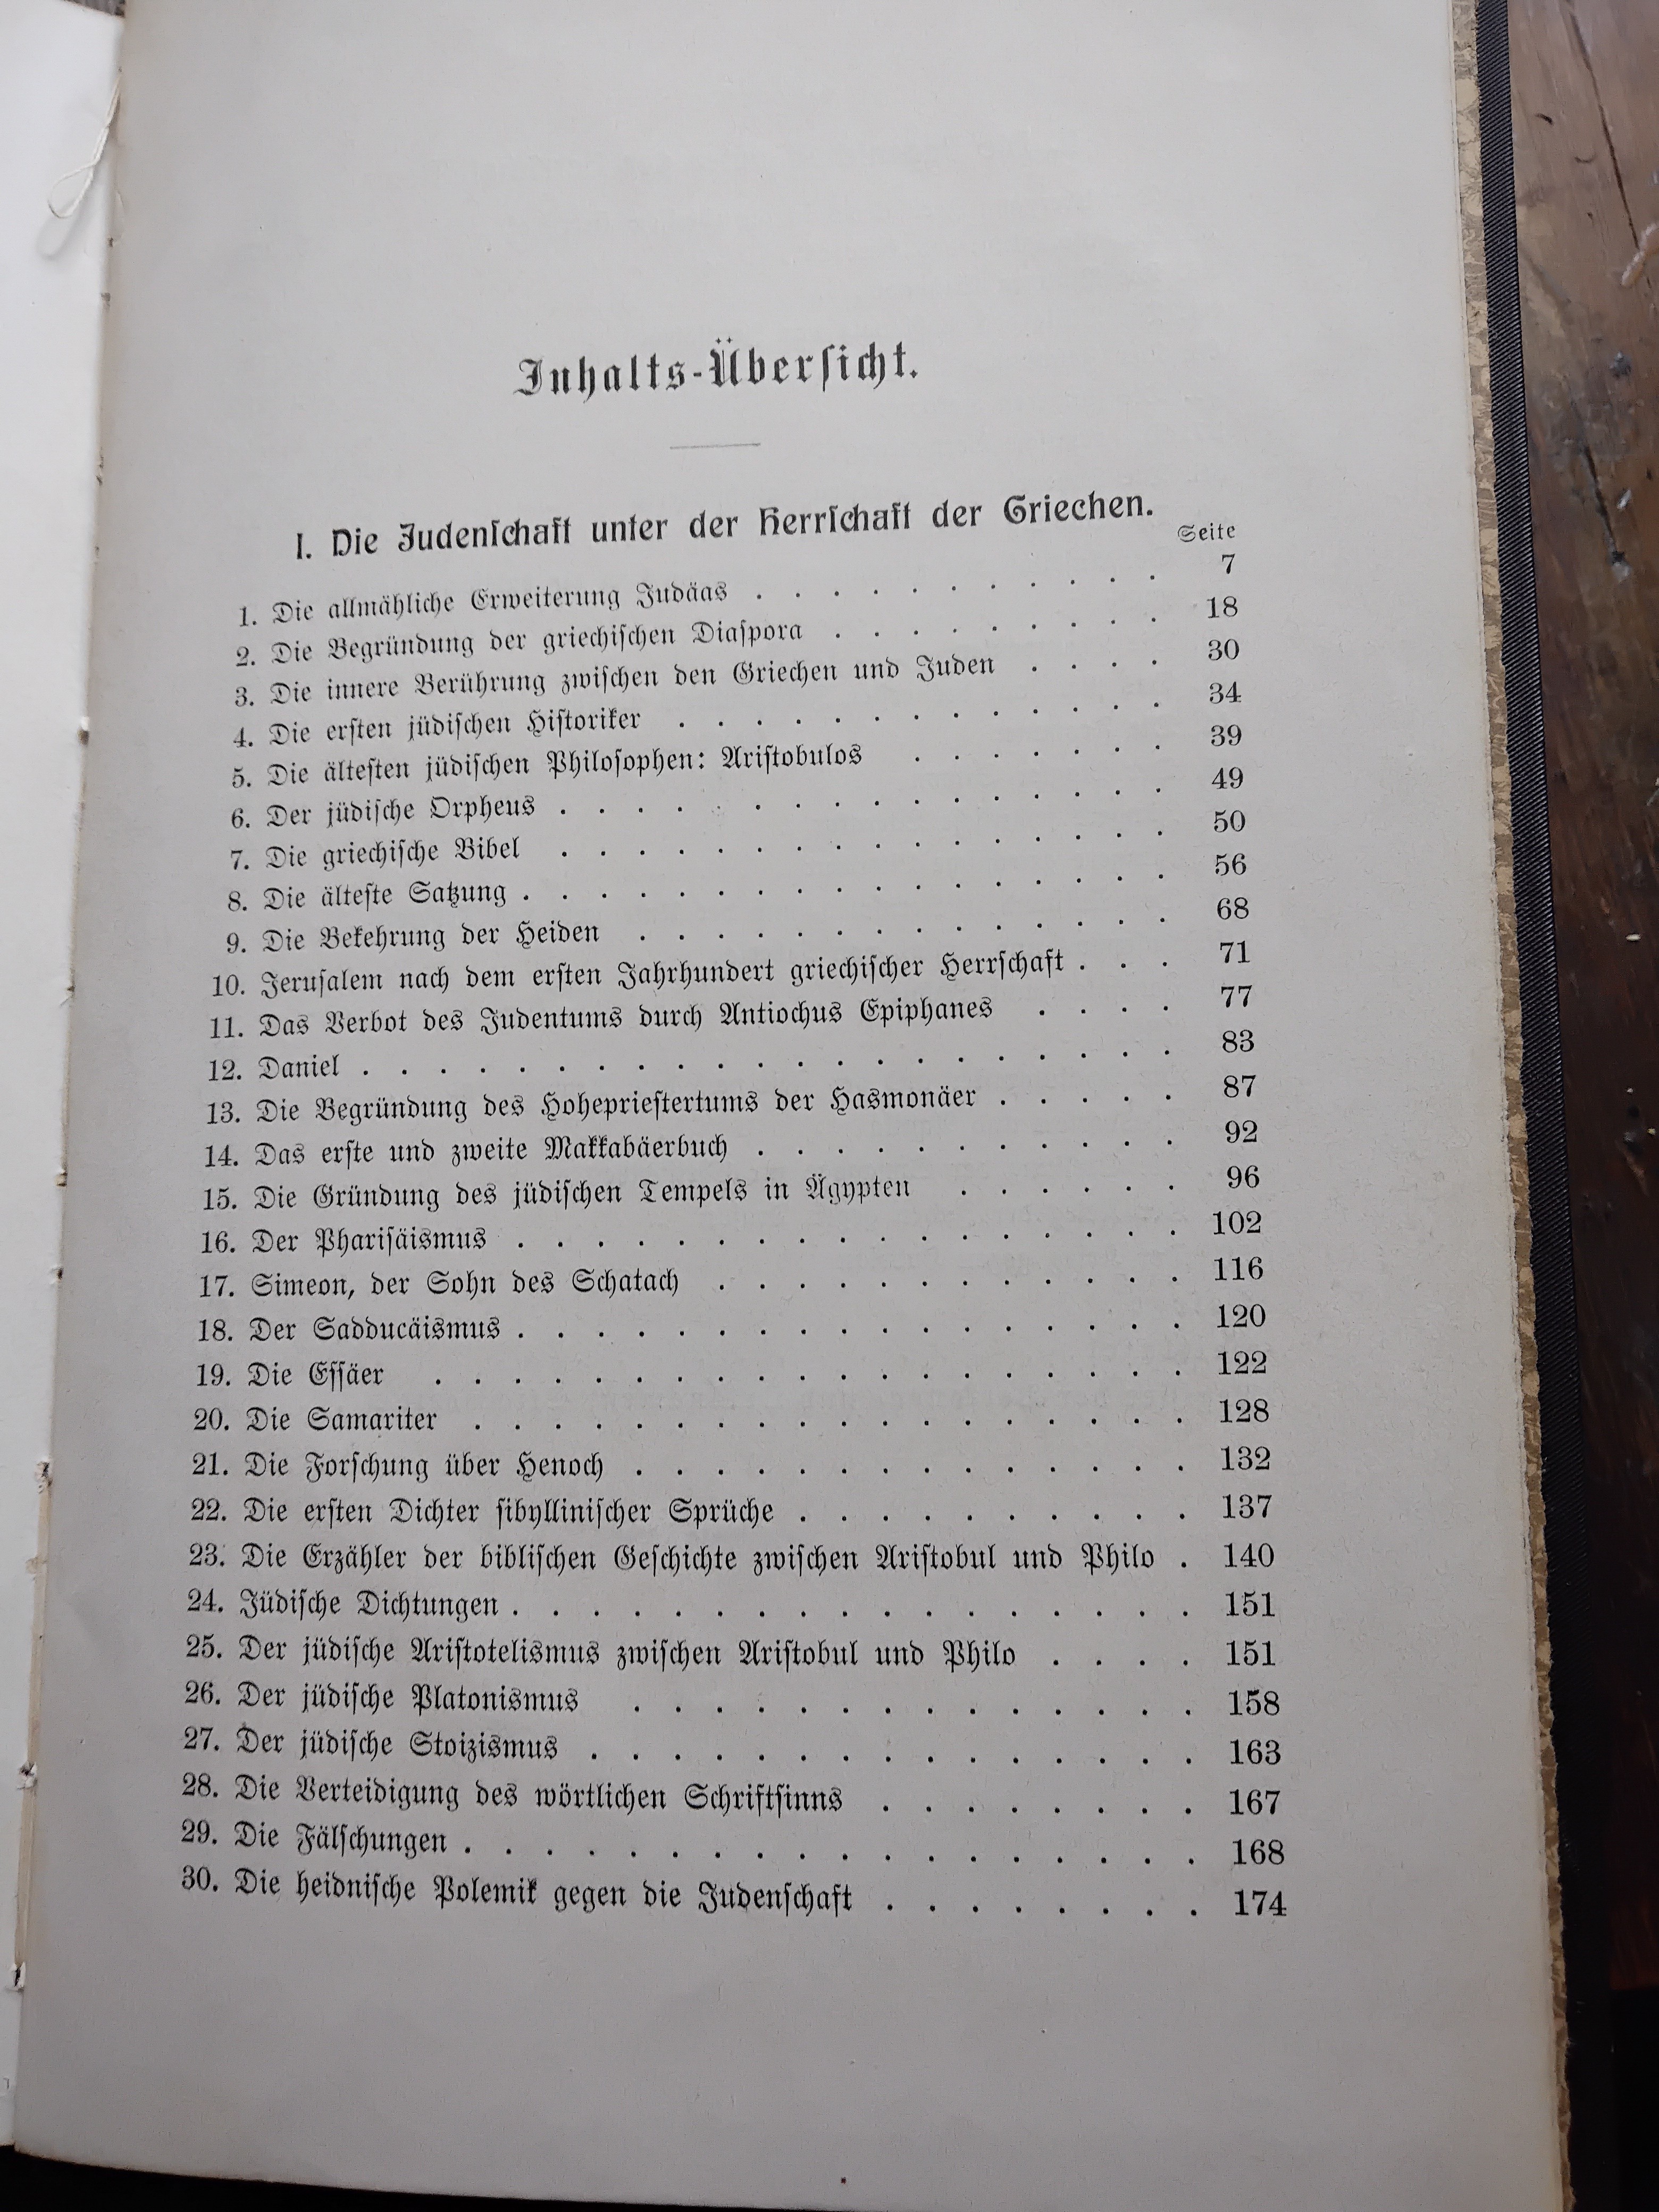 Inhalts-Überſicht.
I. Die Judenſchaft unter der Herrſchaft der Griechen.
Seite
1. Die allmähliche Erweiterung Judäas . . . . . . . . . . . 7
2. Die Begründung der griechiſchen Diaſpora . . . . . . . . . 18
3. Die innere Berührung zwiſchen den Griechen und Juden . . . . 30
4. Die erſten jüdiſchen Hiſtoriker . . . . . . . . . . . . . 34
5. Die älteſten jüdiſchen Philoſophen: Ariſtobulos . . . . . . . 39
6. Der jüdiſche Orpheus . . . . . . . . . . . . . . . 49
7. Die griechiſche Bibel . . . . . . . . . . . . . . . . 50
8. Die älteſte Satzung . . . . . . . . . . . . . . . . . 56
9. Die Bekehrung der Heiden . . . . . . . . . . . . . . 68
10. Jeruſalem nach dem erſten Jahrhundert griechiſcher Herrſchaft . . . 71
11. Das Verbot des Judentums durch Antiochus Epiphanes . . . . 77
12. Daniel . . . . . . . . . . . . . . . . . . . . . 83
13. Die Begründung des Hoheprieſtertums der Hasmonäer . . . . . 87
14. Das erſte und zweite Makkabäerbuch . . . . . . . . . . . 92
15. Die Gründung des jüdiſchen Tempels in Ägypten . . . . . . 96
16. Der Phariſäismus . . . . . . . . . . . . . . . . . 102
17. Simeon, der Sohn des Schatach . . . . . . . . . . . . 116
18. Der Sadducäismus . . . . . . . . . . . . . . . . . 120
19. Die Eſſäer . . . . . . . . . . . . . . . . . . . 122
20. Die Samariter . . . . . . . . . . . . . . . . . . 128
21. Die Forſchung über Henoch . . . . . . . . . . . . . . 132
22. Die erſten Dichter ſibylliniſcher Sprüche . . . . . . . . . . 137
23. Die Erzähler der bibliſchen Geſchichte zwiſchen Ariſtobul und Philo . 140
24. Jüdiſche Dichtungen . . . . . . . . . . . . . . . . . 151
25. Der jüdiſche Ariſtotelismus zwiſchen Ariſtobul und Philo . . . . 151
26. Der jüdiſche Platonismus . . . . . . . . . . . . . . 158
27. Der jüdiſche Stoizismus . . . . . . . . . . . . . . . 163
28. Die Verteidigung des wörtlichen Schriftſinns . . . . . . . . 167
29. Die Fälſchungen . . . . . . . . . . . . . . . . . . 168
30. Die heidniſche Polemik gegen die Judenſchaft . . . . . . . . 174